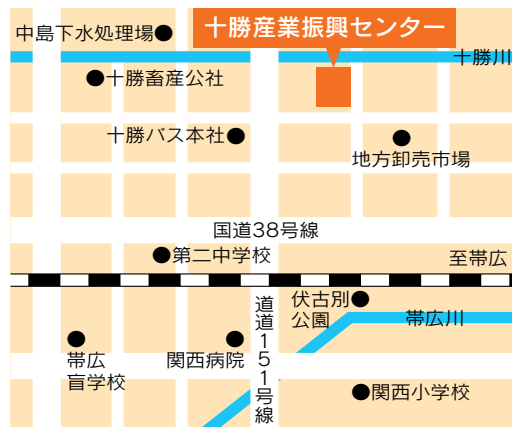 十勝産業振興センター
中島下水処理場
十勝川
十勝畜産公社
十勝バス本社
地方卸売市場
国道38号線
第二中学校
至帯広
伏古別
公園
道道151号線
帯広川
帯広
盲学校
関西病院
関西小学校